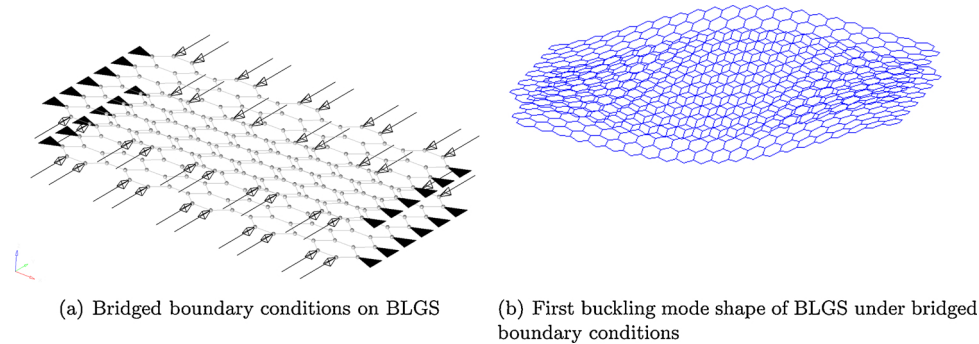 (a) Bridged boundary conditions on BLGS
(b) First buckling mode shape of BLGS under bridged
boundary conditions